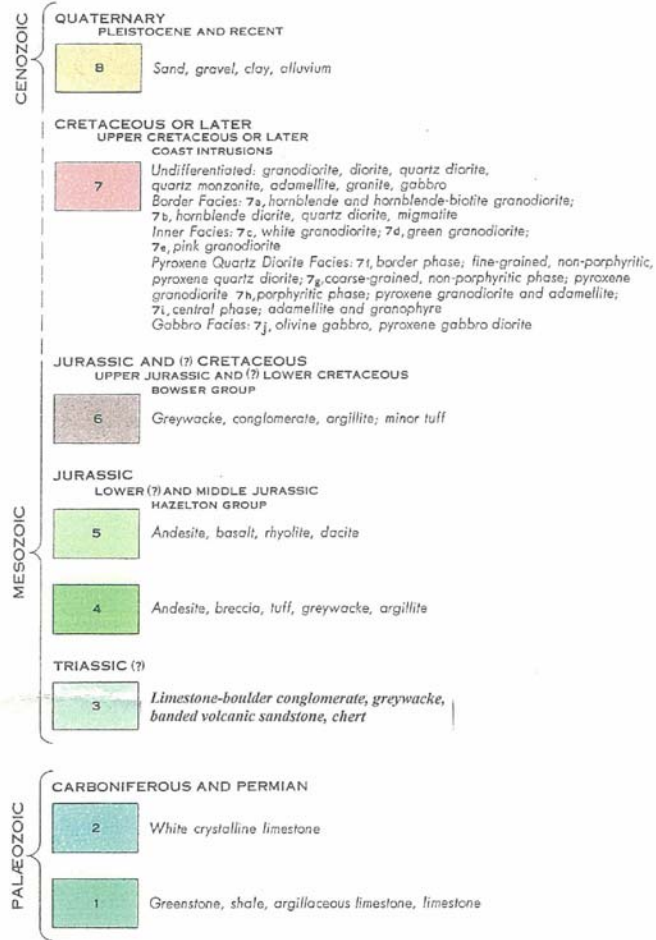 CENOZOIC
QUATERNARY
PLEISTOCENE AND RECENT
8
Sand, gravel, clay, alluvium
MESOZOIC
CRETACEOUS OR LATER
UPPER CRETACEOUS OR LATER
COAST INTRUSIONS
7
Undifferentiated: granodiorite, diorite, quartz diorite,
quartz monzonite, adamellite, granite, gabbro
Border Facies: 7a, hornblende and hornblende-biotite granodiorite;
7b, hornblende diorite, quartz diorite, migmatite
Inner Facies: 7c, white granodiorite; 7d, green granodiorite;
7e, pink granodiorite
Pyroxene Quartz Diorite Facies: 7f, border phase; fine-grained, non-porphyritic,
pyroxene quartz diorite; 7g, coarse-grained, non-porphyritic phase; pyroxene
granodiorite 7h, porphyritic phase; pyroxene granodiorite and adamellite;
7i, central phase; adamellite and granophyre
Gabbro Facies: 7j, olivine gabbro, pyroxene gabbro diorite
JURASSIC AND (?) CRETACEOUS
UPPER JURASSIC AND (?) LOWER CRETACEOUS
BOWSER GROUP
6
Greywacke, conglomerate, argillite; minor tuff
JURASSIC
LOWER (?) AND MIDDLE JURASSIC
HAZELTON GROUP
5
Andesite, basalt, rhyolite, dacite
4
Andesite, breccia, tuff, greywacke, argillite
TRIASSIC (?)
3
Limestone-boulder conglomerate, greywacke,
banded volcanic sandstone, chert
PALÆOZOIC
CARBONIFEROUS AND PERMIAN
2
White crystalline limestone
1
Greenstone, shale, argillaceous limestone, limestone